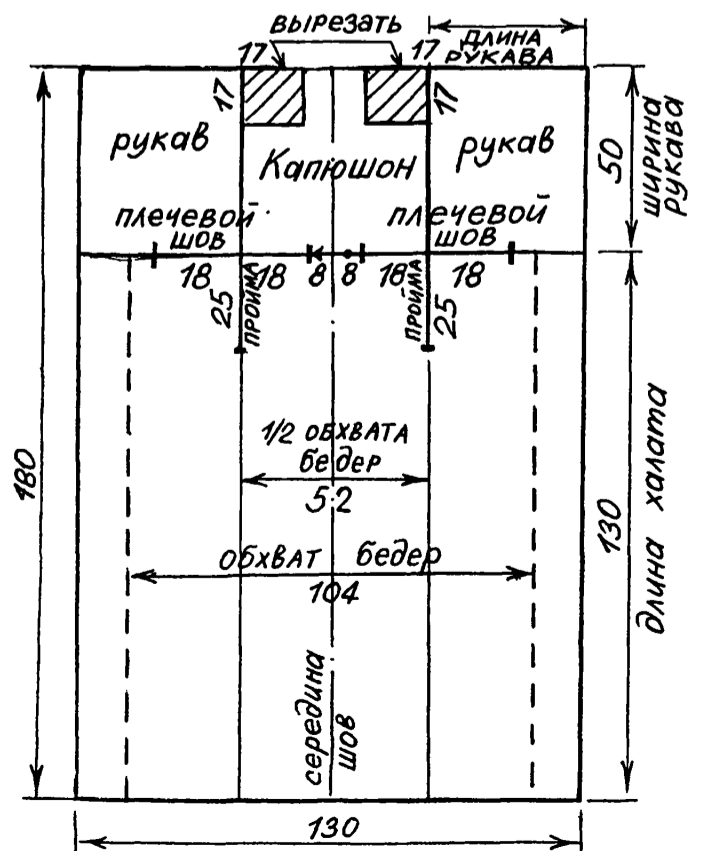 вырезать
17
17
ДЛИНА
РУКАВА
17
17
рукав
Капюшон
рукав
50
ширина
рукава
плечевой
шов
плечевой
шов
18
18
8
8
18
18
25
ПРОЙМА
ПРОЙМА
25
1/2 ОБХВАТА
бедер
5.2
180
130
длина халата
обхват бедер
104
середина
шов
130